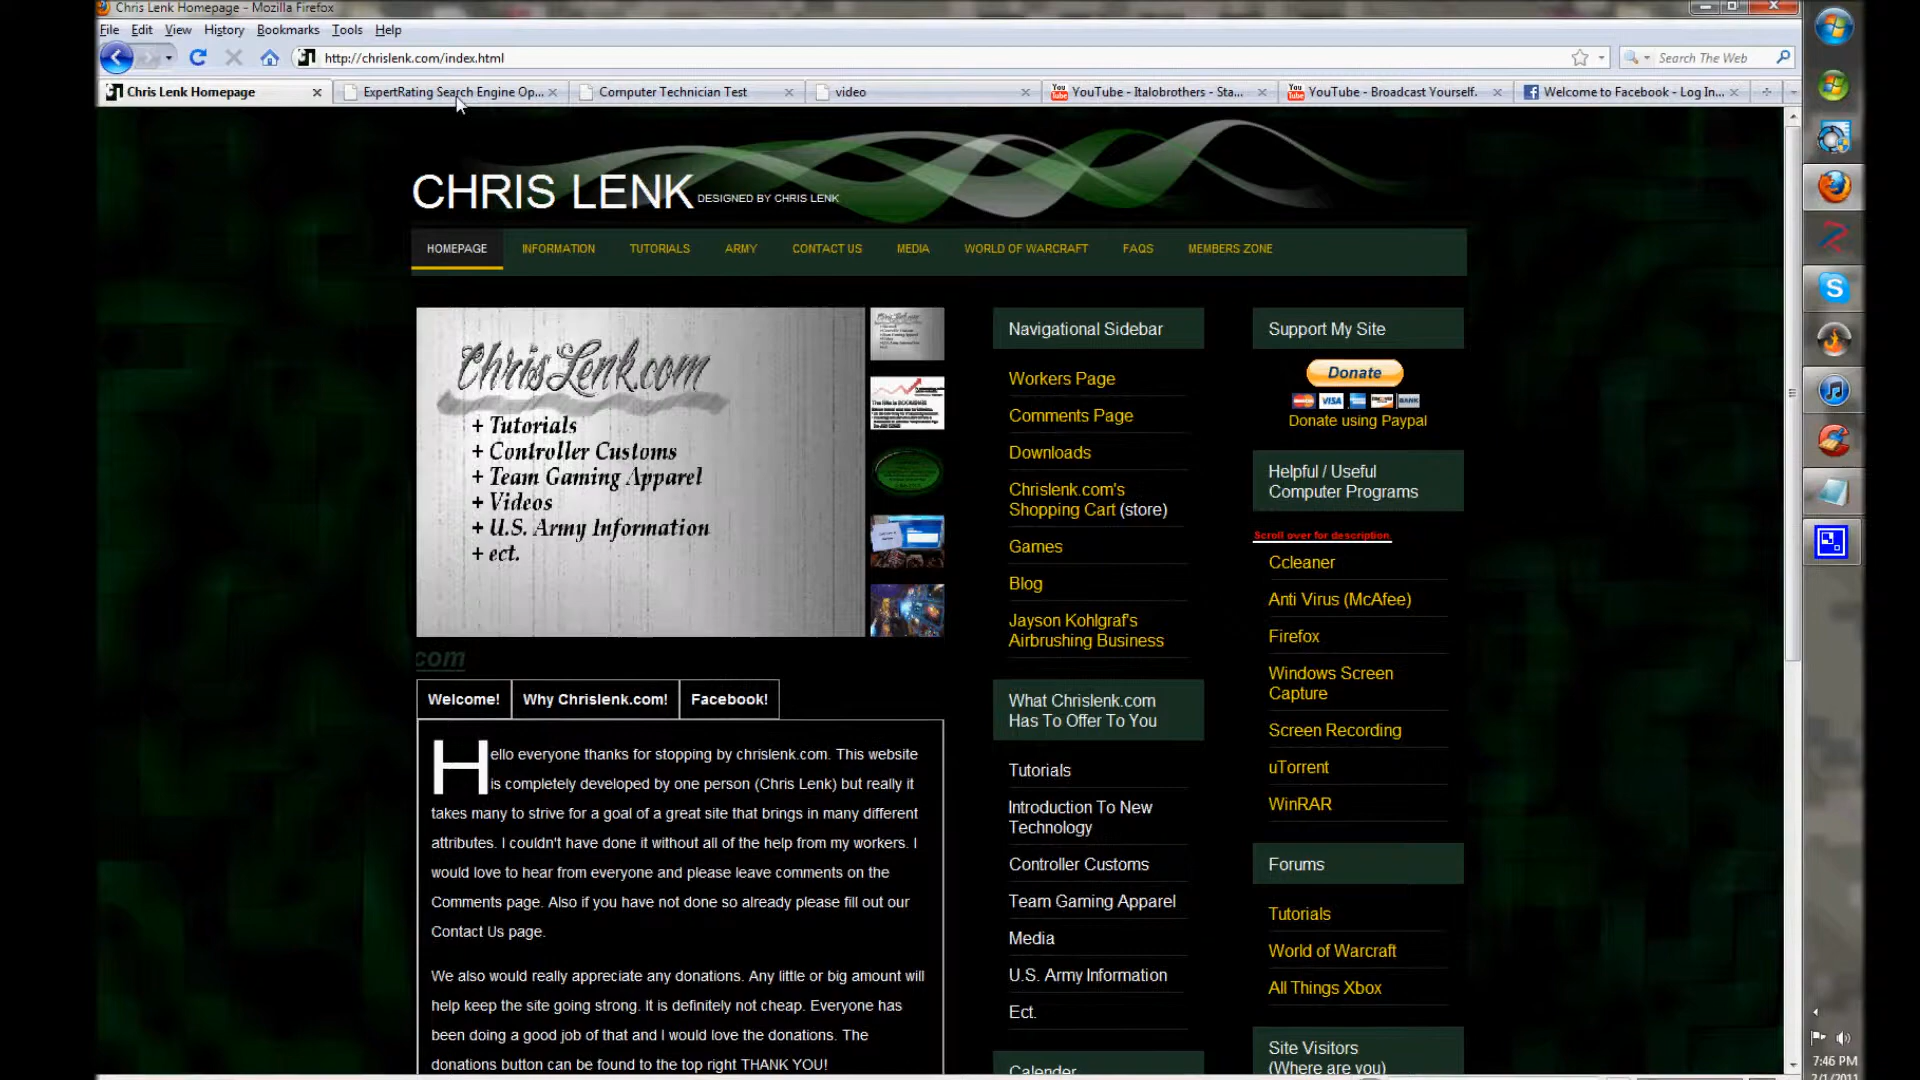 Chris Lenk Homepage - Mozilla Firefox
File Edit View History Bookmarks Tools Help
http://chrislenk.com/index.html
Search The Web
Chris Lenk Homepage
ExpertRating Search Engine Op...
Computer Technician Test
video
YouTube - Italobrothers - Sta...
YouTube - Broadcast Yourself.
Welcome to Facebook - Log In...
CHRIS LENK DESIGNED BY CHRIS LENK
HOMEPAGE INFORMATION TUTORIALS ARMY CONTACT US MEDIA WORLD OF WARCRAFT FAQS MEMBERS ZONE
ChrisLenk.com
+ Tutorials
+ Controller Customs
+ Team Gaming Apparel
+ Videos
+ U.S. Army Information
+ ect.
com
Welcome! Why Chrislenk.com! Facebook!
Hello everyone thanks for stopping by chrislenk.com. This website
is completely developed by one person (Chris Lenk) but really it
takes many to strive for a goal of a great site that brings in many different
attributes. I couldn't have done it without all of the help from my workers. I
would love to hear from everyone and please leave comments on the
Comments page. Also if you have not done so already please fill out our
Contact Us page.
We also would really appreciate any donations. Any little or big amount will
help keep the site going strong. It is definitely not cheap. Everyone has
been doing a good job of that and I would love the donations. The
donations button can be found to the top right THANK YOU!
Navigational Sidebar
Workers Page
Comments Page
Downloads
Chrislenk.com's
Shopping Cart (store)
Games
Blog
Jayson Kohlgraf's
Airbrushing Business
What Chrislenk.com
Has To Offer To You
Tutorials
Introduction To New
Technology
Controller Customs
Team Gaming Apparel
Media
U.S. Army Information
Ect.
Calender
Support My Site
Donate
VISA
BANK
Donate using Paypal
Helpful / Useful
Computer Programs
Scroll over for description
Ccleaner
Anti Virus (McAfee)
Firefox
Windows Screen
Capture
Screen Recording
uTorrent
WinRAR
Forums
Tutorials
World of Warcraft
All Things Xbox
Site Visitors
(Where are you)
7:46 PM
2/1/2011